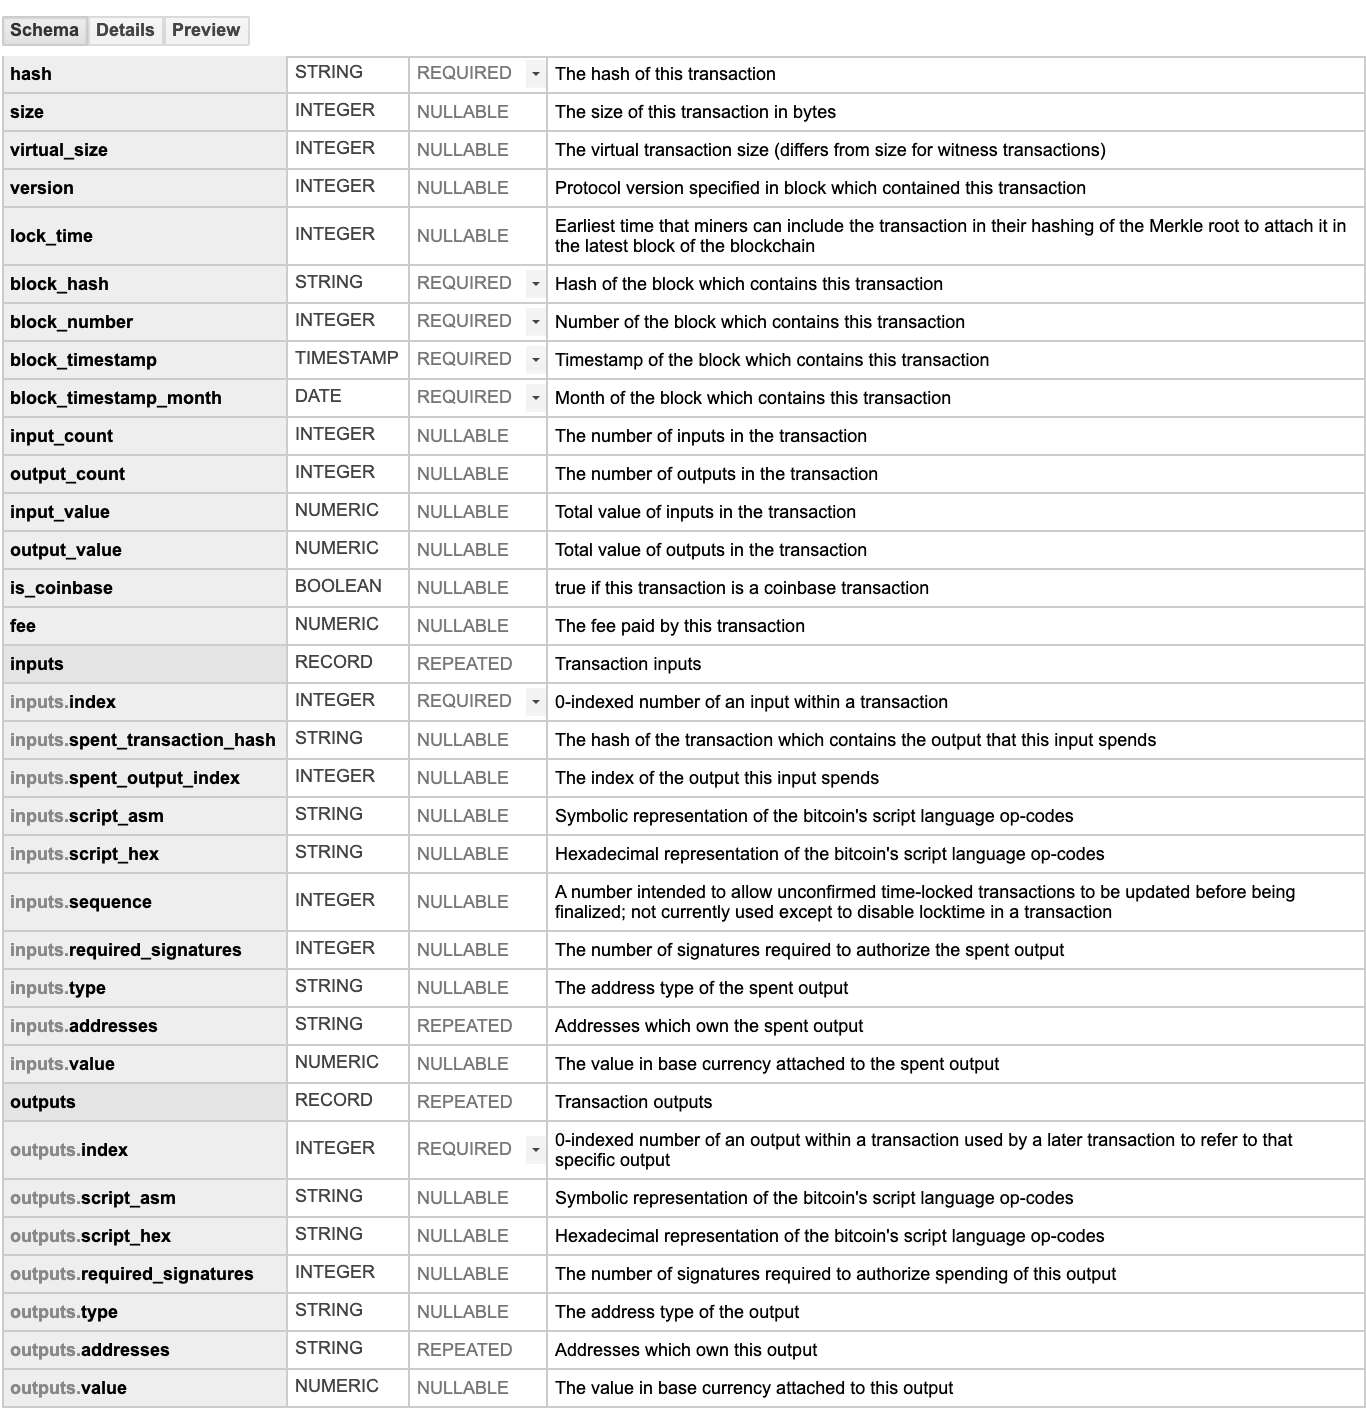 Schema Details Preview
hash STRING REQUIRED The hash of this transaction
size INTEGER NULLABLE The size of this transaction in bytes
virtual_size INTEGER NULLABLE The virtual transaction size (differs from size for witness transactions)
version INTEGER NULLABLE Protocol version specified in block which contained this transaction
lock_time INTEGER NULLABLE Earliest time that miners can include the transaction in their hashing of the Merkle root to attach it in
the latest block of the blockchain
block_hash STRING REQUIRED Hash of the block which contains this transaction
block_number INTEGER REQUIRED Number of the block which contains this transaction
block_timestamp TIMESTAMP REQUIRED Timestamp of the block which contains this transaction
block_timestamp_month DATE REQUIRED Month of the block which contains this transaction
input_count INTEGER NULLABLE The number of inputs in the transaction
output_count INTEGER NULLABLE The number of outputs in the transaction
input_value NUMERIC NULLABLE Total value of inputs in the transaction
output_value NUMERIC NULLABLE Total value of outputs in the transaction
is_coinbase BOOLEAN NULLABLE true if this transaction is a coinbase transaction
fee NUMERIC NULLABLE The fee paid by this transaction
inputs RECORD REPEATED Transaction inputs
inputs.index INTEGER REQUIRED 0-indexed number of an input within a transaction
inputs.spent_transaction_hash STRING NULLABLE The hash of the transaction which contains the output that this input spends
inputs.spent_output_index INTEGER NULLABLE The index of the output this input spends
inputs.script_asm STRING NULLABLE Symbolic representation of the bitcoin's script language op-codes
inputs.script_hex STRING NULLABLE Hexadecimal representation of the bitcoin's script language op-codes
inputs.sequence INTEGER NULLABLE A number intended to allow unconfirmed time-locked transactions to be updated before being
finalized; not currently used except to disable locktime in a transaction
inputs.required_signatures INTEGER NULLABLE The number of signatures required to authorize the spent output
inputs.type STRING NULLABLE The address type of the spent output
inputs.addresses STRING REPEATED Addresses which own the spent output
inputs.value NUMERIC NULLABLE The value in base currency attached to the spent output
outputs RECORD REPEATED Transaction outputs
outputs.index INTEGER REQUIRED 0-indexed number of an output within a transaction used by a later transaction to refer to that
specific output
outputs.script_asm STRING NULLABLE Symbolic representation of the bitcoin's script language op-codes
outputs.script_hex STRING NULLABLE Hexadecimal representation of the bitcoin's script language op-codes
outputs.required_signatures INTEGER NULLABLE The number of signatures required to authorize spending of this output
outputs.type STRING NULLABLE The address type of the output
outputs.addresses STRING REPEATED Addresses which own this output
outputs.value NUMERIC NULLABLE The value in base currency attached to this output